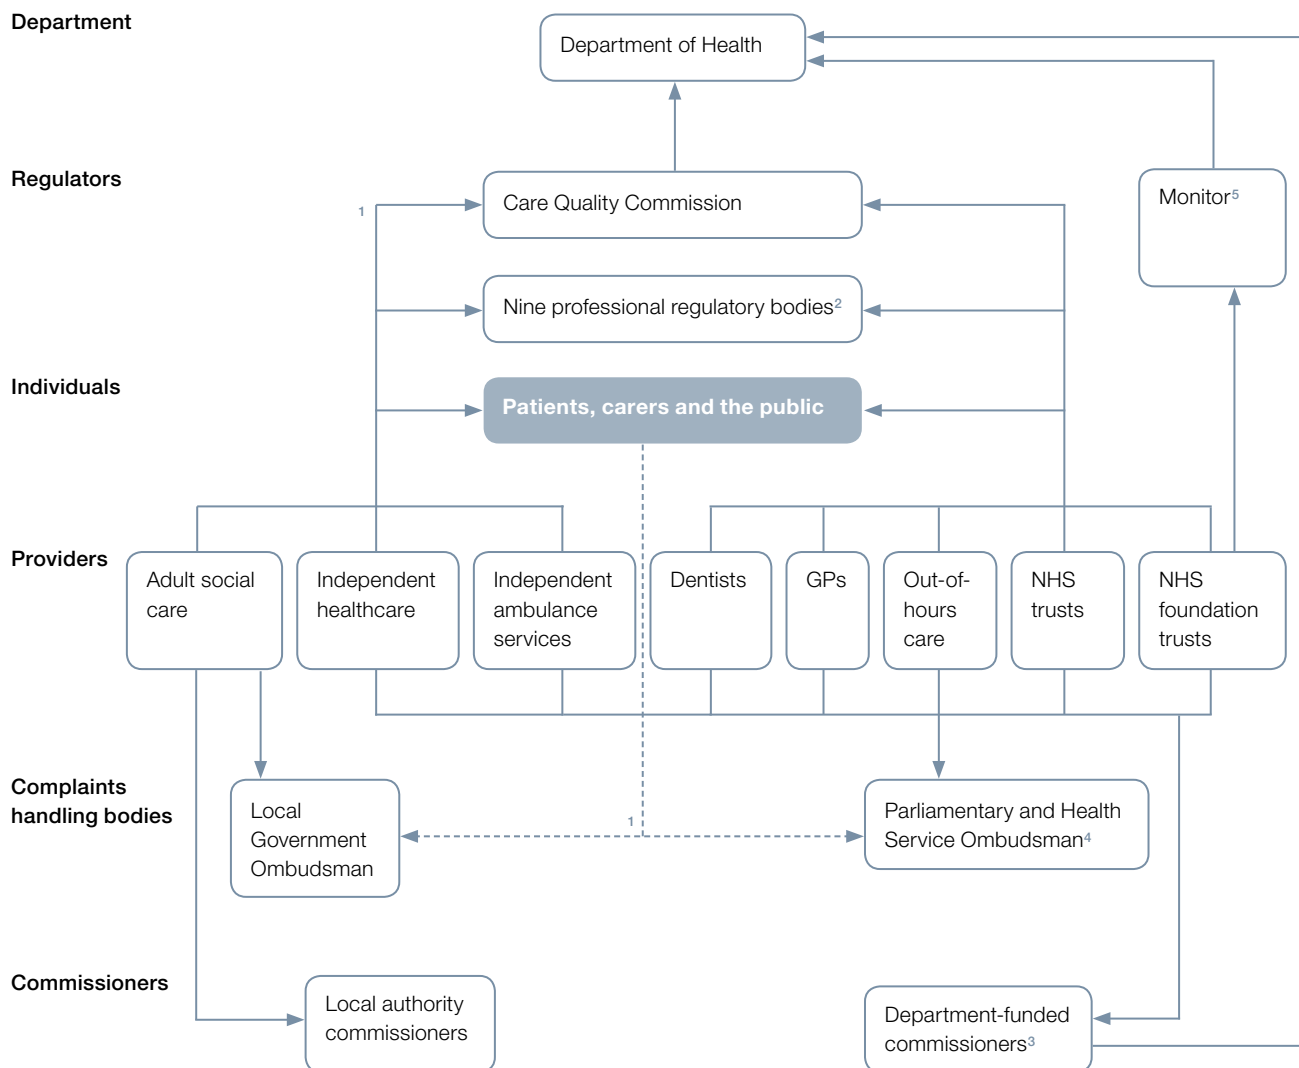 Department
Department of Health
Regulators
Care Quality Commission
Monitor5
1
Nine professional regulatory bodies2
Individuals
Patients, carers and the public
Providers
Adult social
care
Independent
healthcare
Independent
ambulance
services
Dentists
GPs
Out-of-
hours
care
NHS
trusts
NHS
foundation
trusts
Complaints
handling bodies
Local
Government
Ombudsman
1
Parliamentary and Health
Service Ombudsman4
Commissioners
Local authority
commissioners
Department-funded
commissioners3